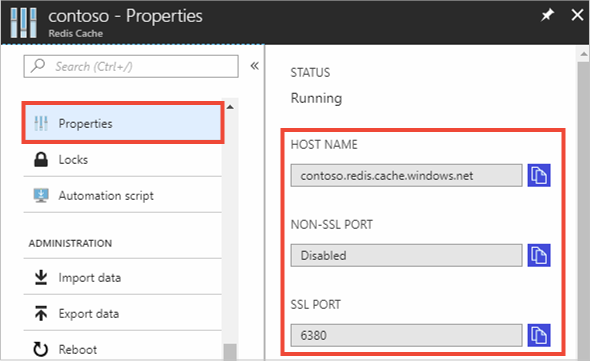 contoso - Properties
Redis Cache
Search (Ctrl+/)
Properties
Locks
Automation script
ADMINISTRATION
Import data
Export data
Reboot
STATUS
Running
HOST NAME
contoso.redis.cache.windows.net
NON-SSL PORT
Disabled
SSL PORT
6380